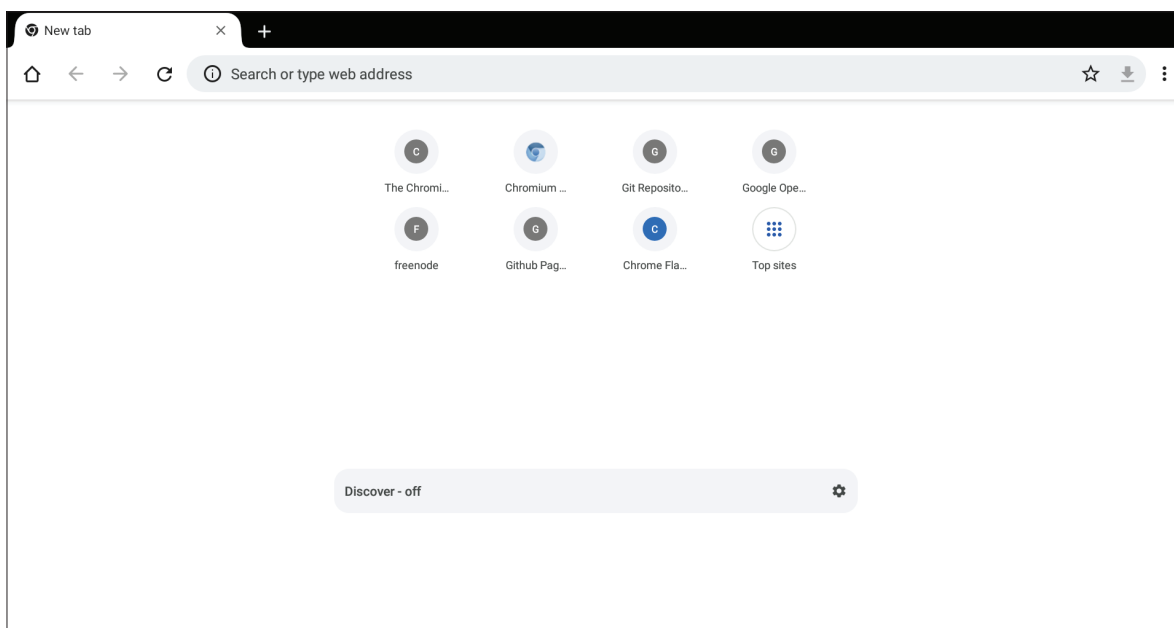 New tab
Search or type web address
C
G
G
The Chromi...
Chromium ...
Git Reposito...
Google Ope...
F
G
C
freenode
Github Pag...
Chrome Fla...
Top sites
Discover - off